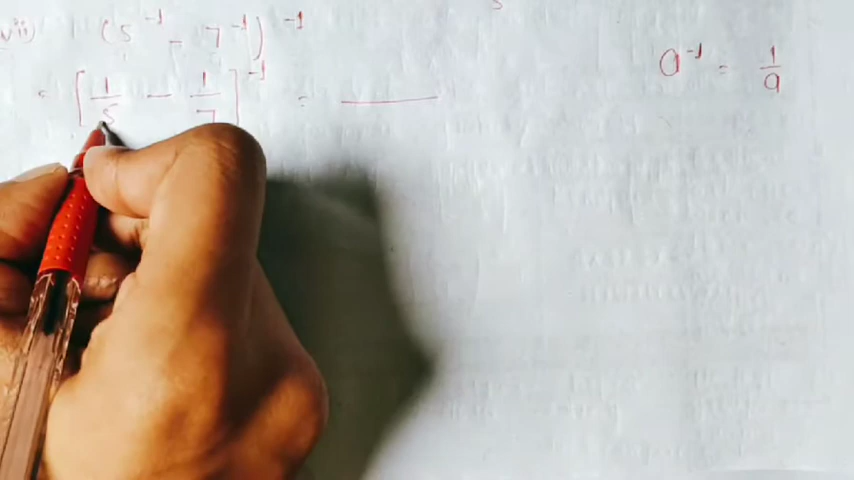 vii) (5⁻¹ - 7⁻¹)⁻¹
= [1/5 - 1/7]⁻¹ =
a⁻¹ = 1/a